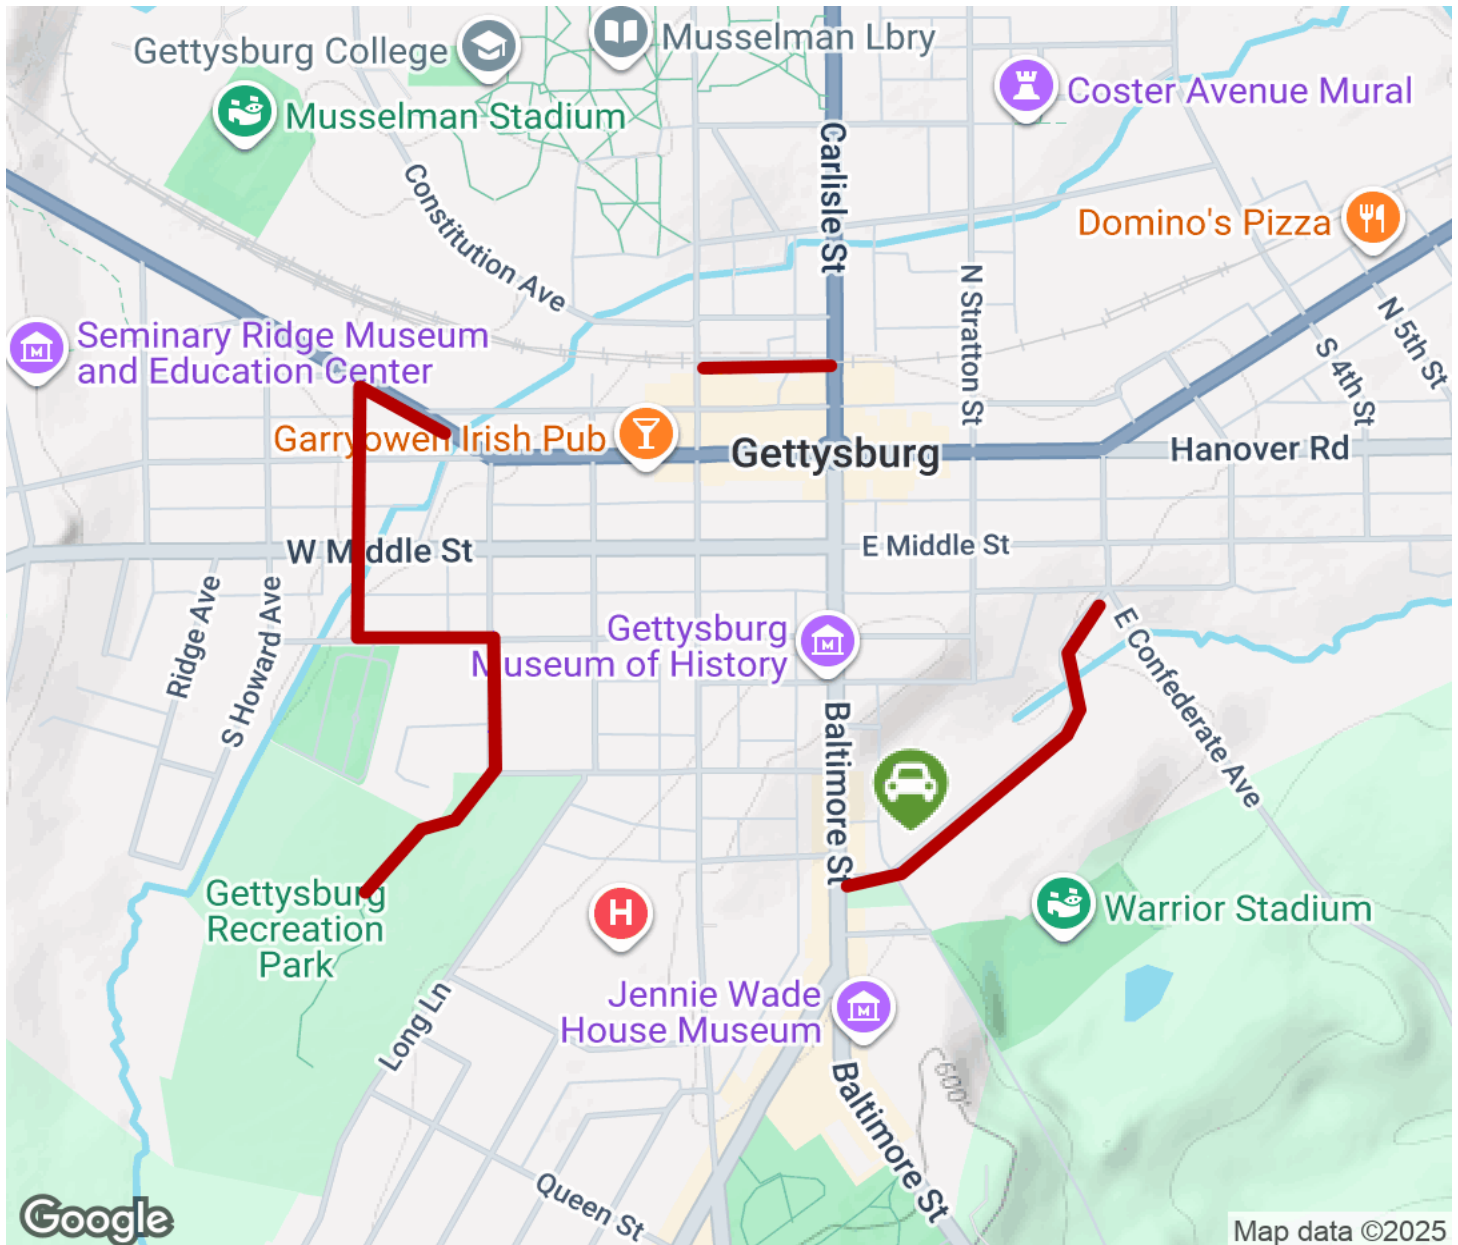 Gettysburg College
Musselman Lbry
Coster Avenue Mural
Musselman Stadium
Carlisle St
Constitution Ave
Domino's Pizza
N Stratton St
N 5th St
S 4th St
Seminary Ridge Museum
and Education Center
Garryowen Irish Pub
Gettysburg
Hanover Rd
W Middle St
E Middle St
Ridge Ave
S Howard Ave
Gettysburg
Museum of History
E Confederate Ave
Baltimore St
Gettysburg
Recreation
Park
H
Warrior Stadium
Long Ln
Jennie Wade
House Museum
600'
Baltimore St
Queen St
Google
Map data ©2025